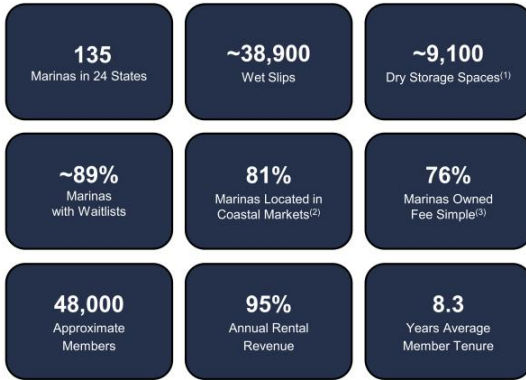 135
Marinas in 24 States
~38,900
Wet Slips
~9,100
Dry Storage Spaces(1)
~89%
Marinas
with Waitlists
81%
Marinas Located in
Coastal Markets(2)
76%
Marinas Owned
Fee Simple(3)
48,000
Approximate
Members
95%
Annual Rental
Revenue
8.3
Years Average
Member Tenure